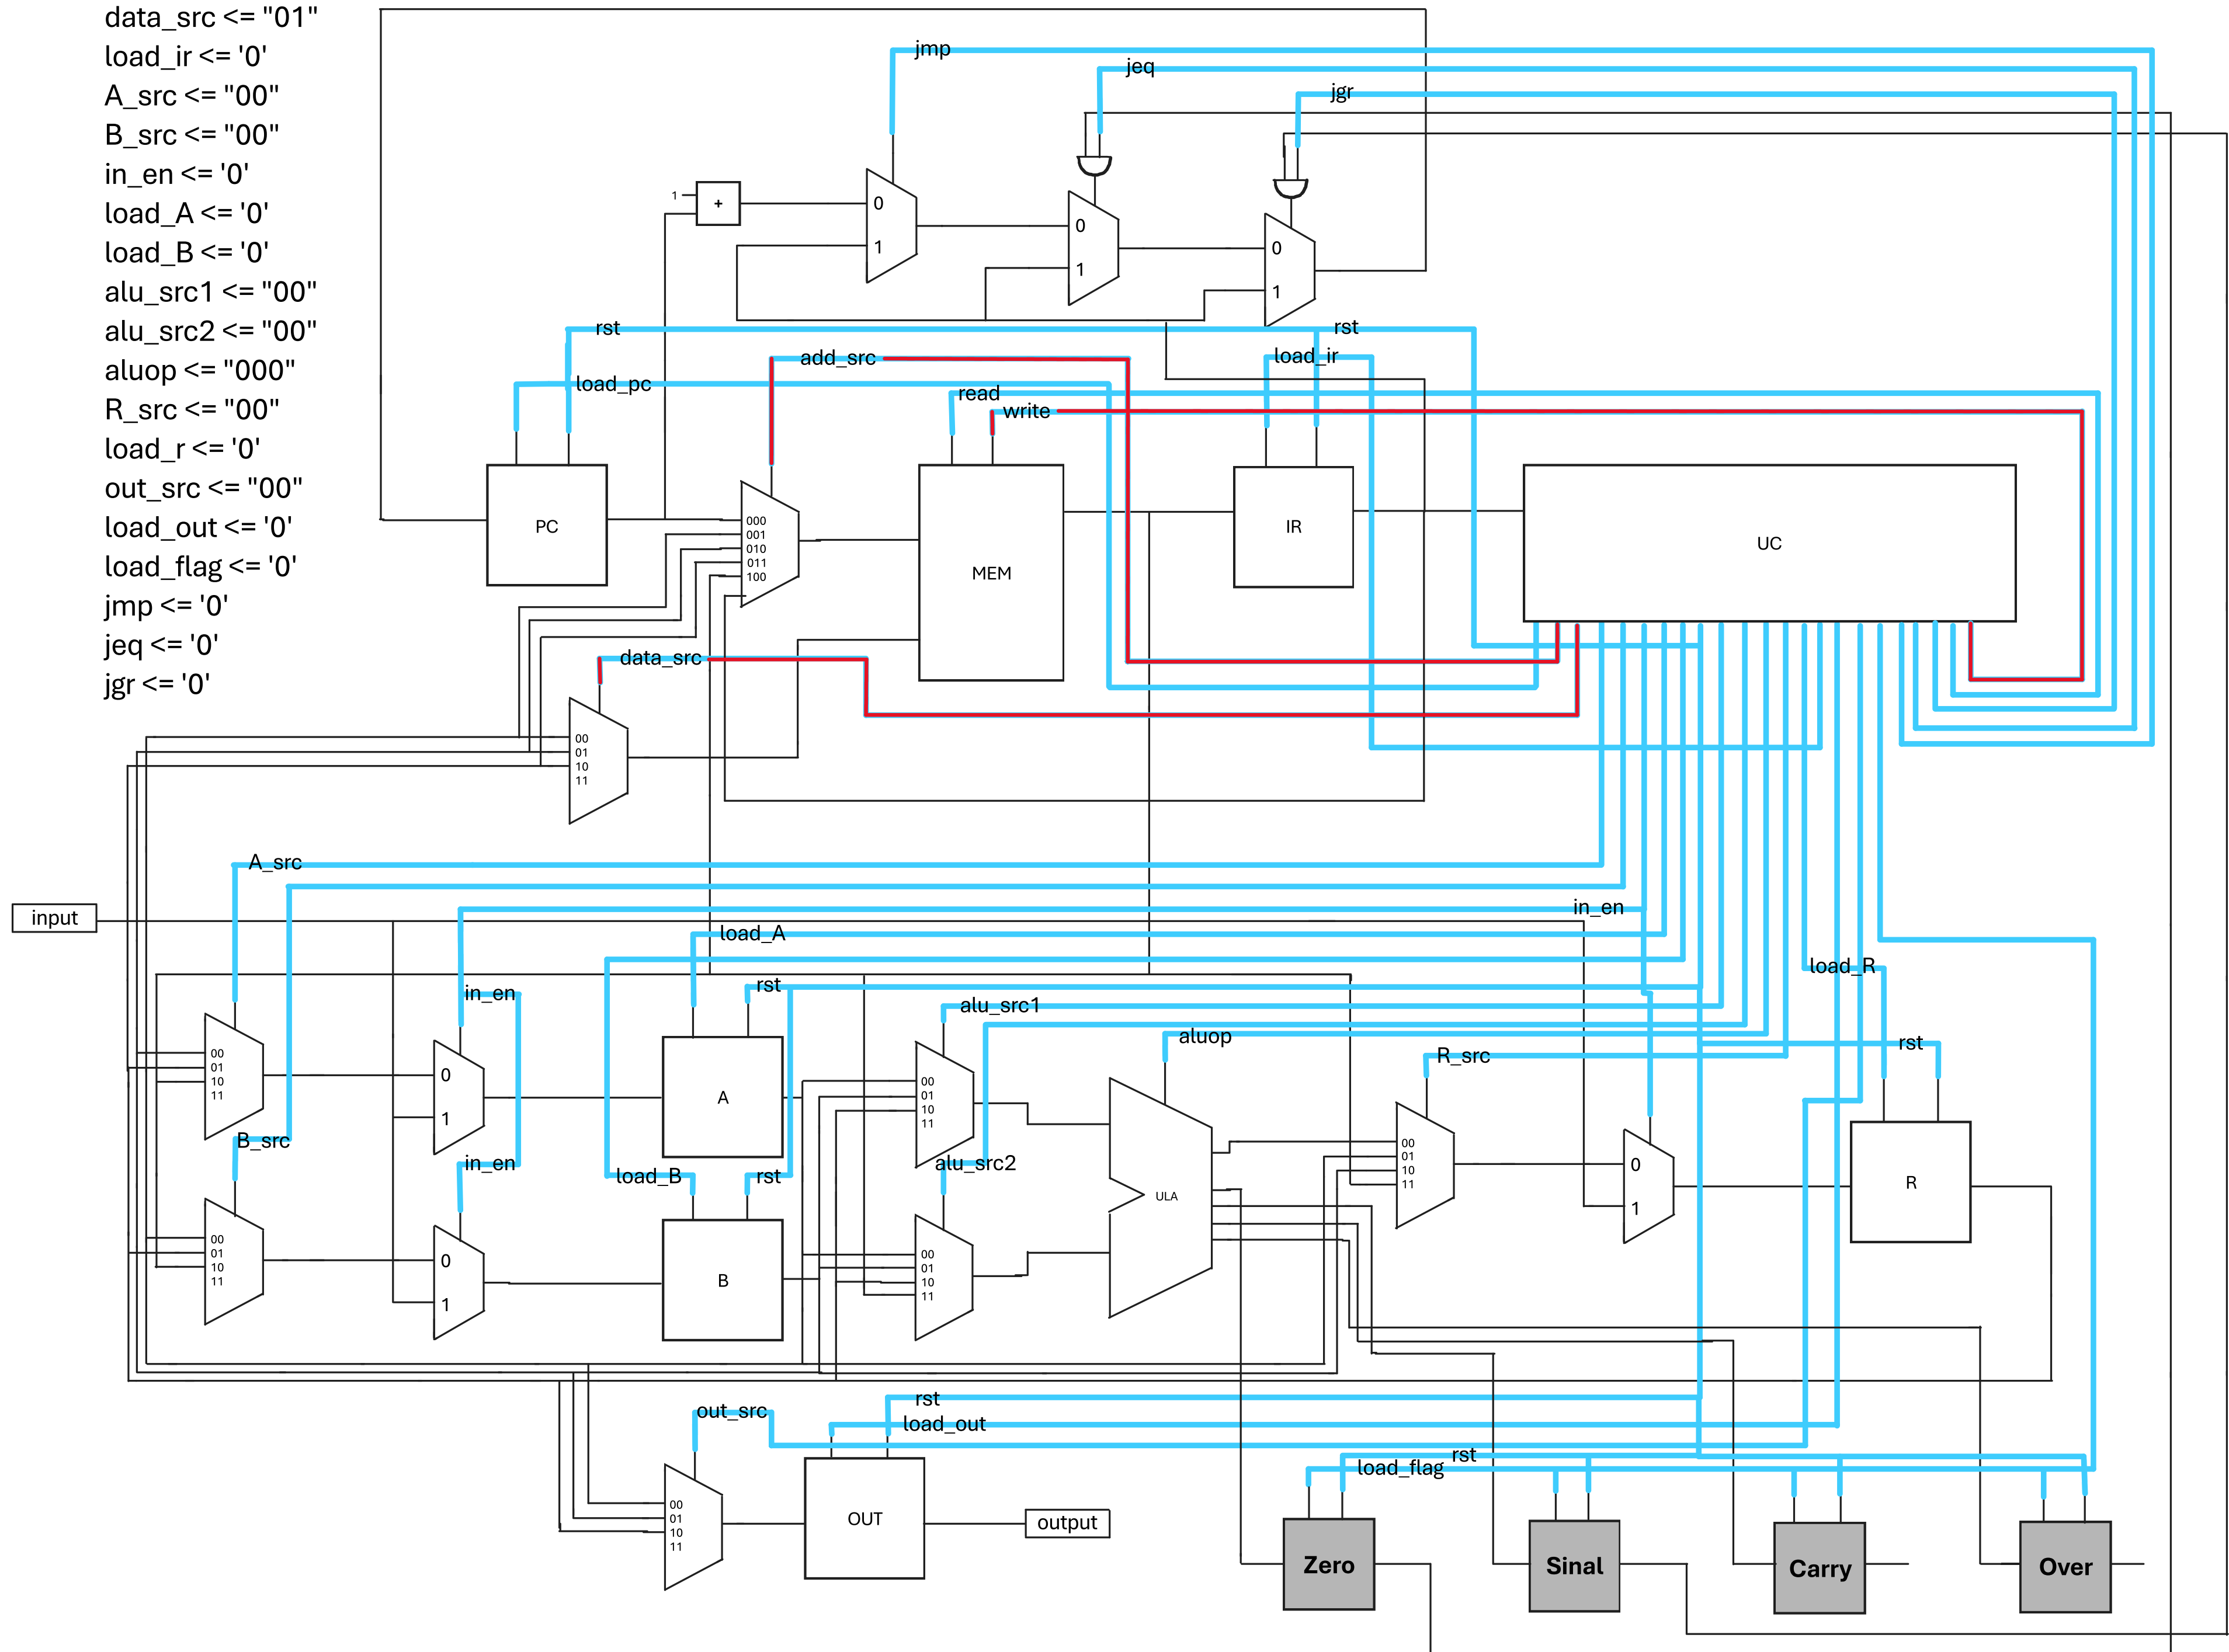 data_src <= "01"
load_ir <= '0'
A_src <= "00"
B_src <= "00"
in_en <= '0'
load_A <= '0'
load_B <= '0'
alu_src1 <= "00"
alu_src2 <= "00"
aluop <= "000"
R_src <= "00"
load_r <= '0'
out_src <= "00"
load_out <= '0'
load_flag <= '0'
jmp <= '0'
jeq <= '0'
jgr <= '0'
jmp
jeq
jgr
1
+
0
1
0
1
0
1
rst
rst
add_src
load_ir
load_pc
read
write
PC
000
001
010
011
100
MEM
IR
UC
data_src
00
01
10
11
A_src
input
in_en
load_A
load_R
in_en
rst
alu_src1
aluop
rst
R_src
00
01
10
11
0
1
A
00
01
10
11
B_src
in_en
load_B
rst
alu_src2
ULA
00
01
10
11
0
1
R
00
01
10
11
0
1
B
00
01
10
11
rst
out_src
load_out
rst
load_flag
00
01
10
11
OUT
output
Zero
Sinal
Carry
Over